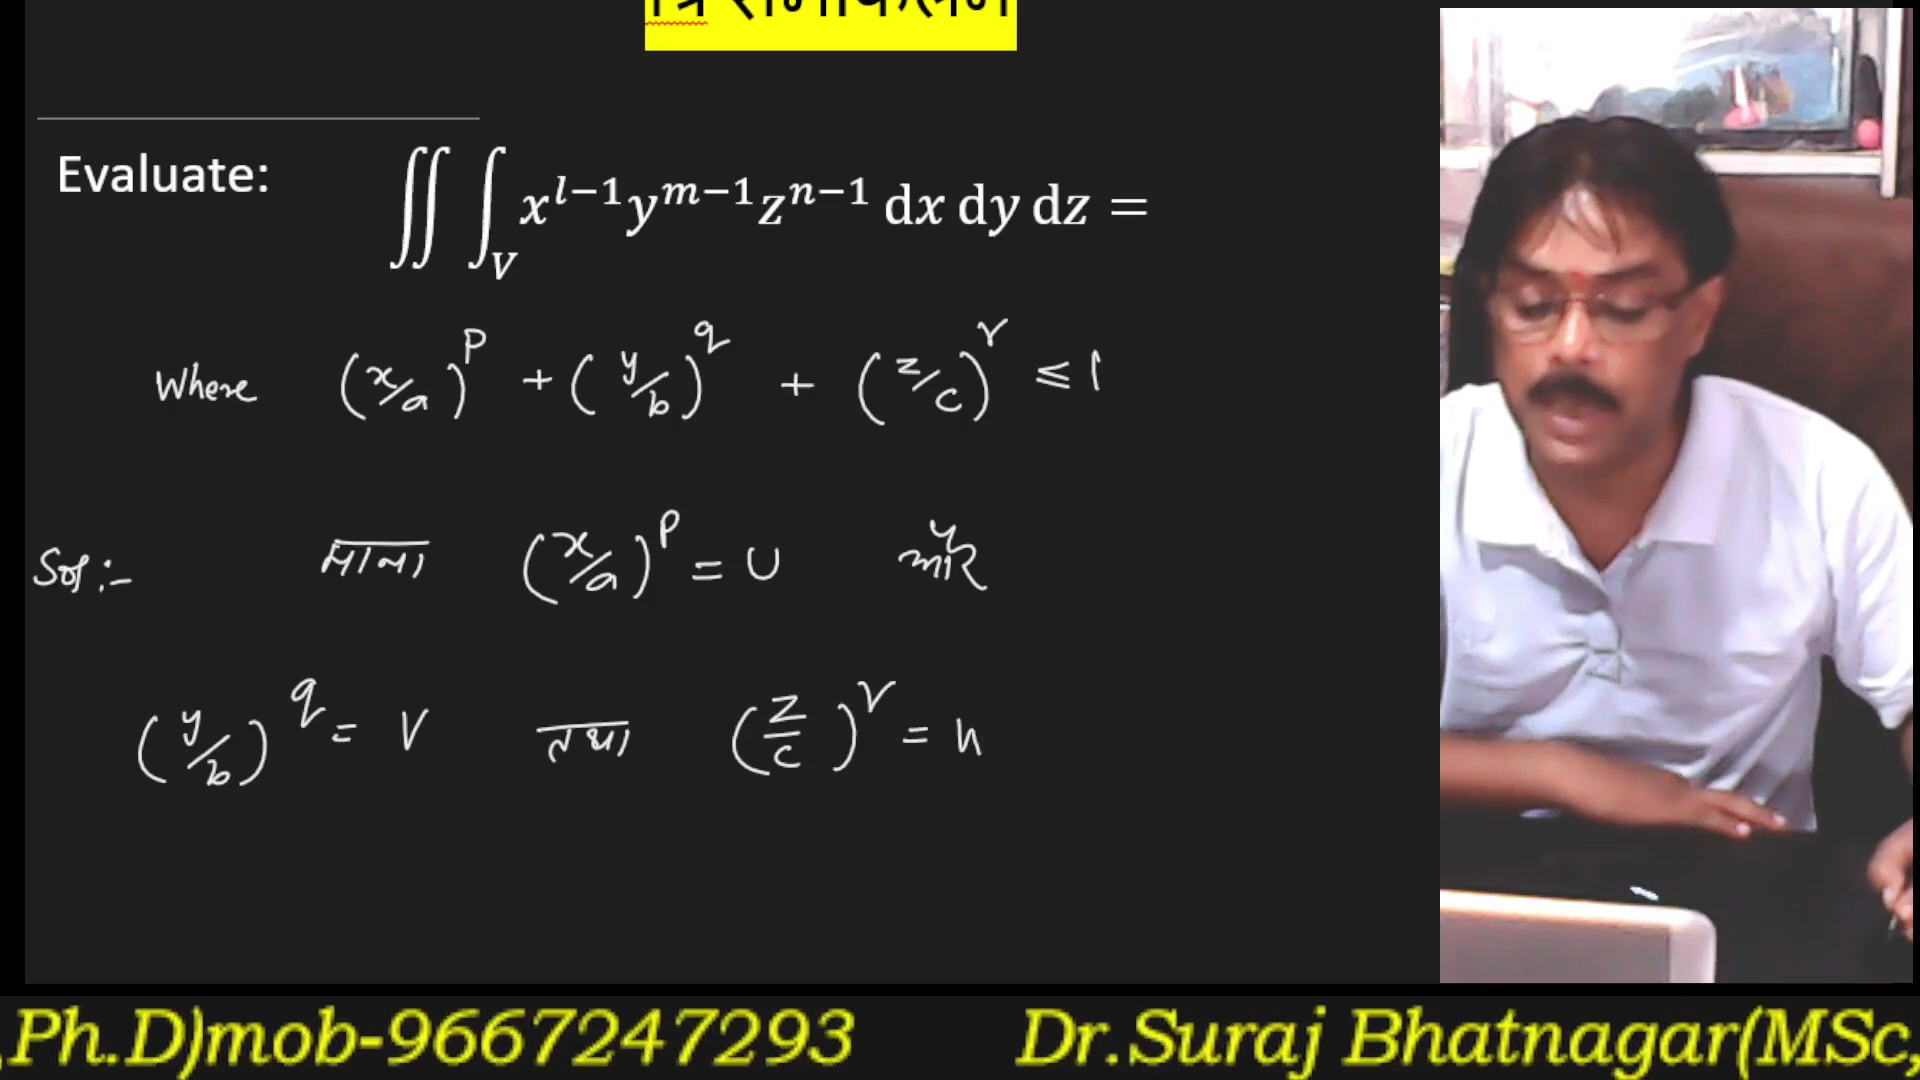 Evaluate: ∭_V x^{l-1} y^{m-1} z^{n-1} dx dy dz =
Where (x/a)^p + (y/b)^q + (z/c)^r ≤ 1
Sol:- माना (x/a)^p = U और
(y/b)^q = V तथा (z/c)^r = h
,Ph.D)mob-9667247293 Dr.Suraj Bhatnagar(MSc,